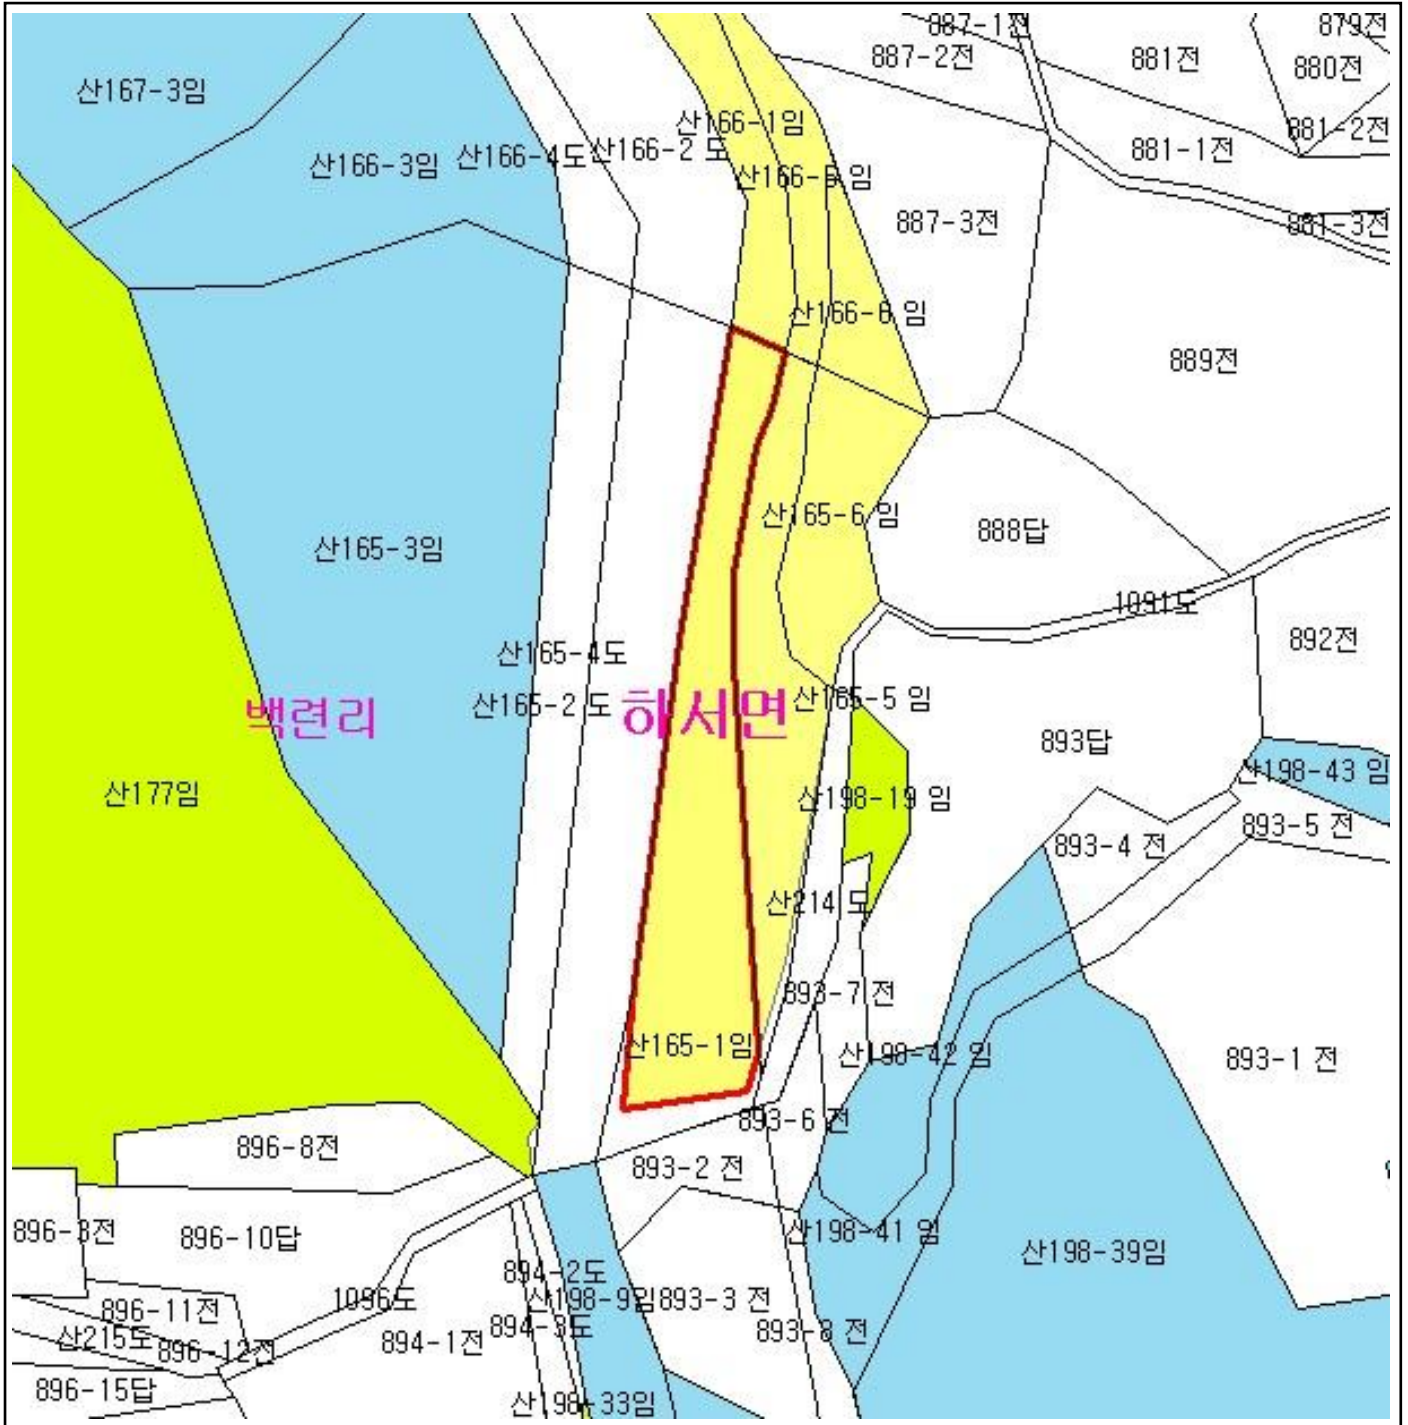 887-1전
879전
887-2전
881전
880전
산167-3임
산166-1임
881-2전
산166-3임
산166-4도
산166-2 도
881-1전
산166-5 임
887-3전
881-3전
산166-6 임
889전
산165-6 임
888답
산165-3임
1091도
892전
산165-4도
산165-2 도
산165-5 임
백련리
하서면
893답
산177임
산198-19 임
산198-43 임
893-5 전
893-4 전
산214 도
893-7 전
산165-1임
산198-42 임
893-1 전
893-6 전
896-8전
893-2 전
896-3전
896-10답
산198-41 임
산198-39임
894-2도
896-11전
1096도
산198-9임
893-3 전
산215도
896-12전
894-1전
894-3도
893-8 전
896-15답
산198-33임